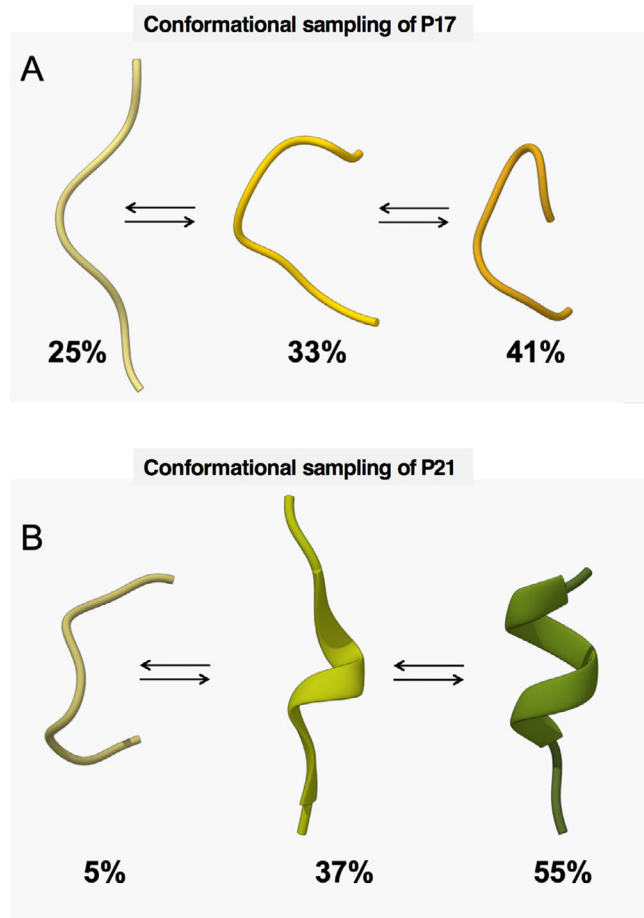 Conformational sampling of P17
A
25%
33%
41%
Conformational sampling of P21
B
5%
37%
55%